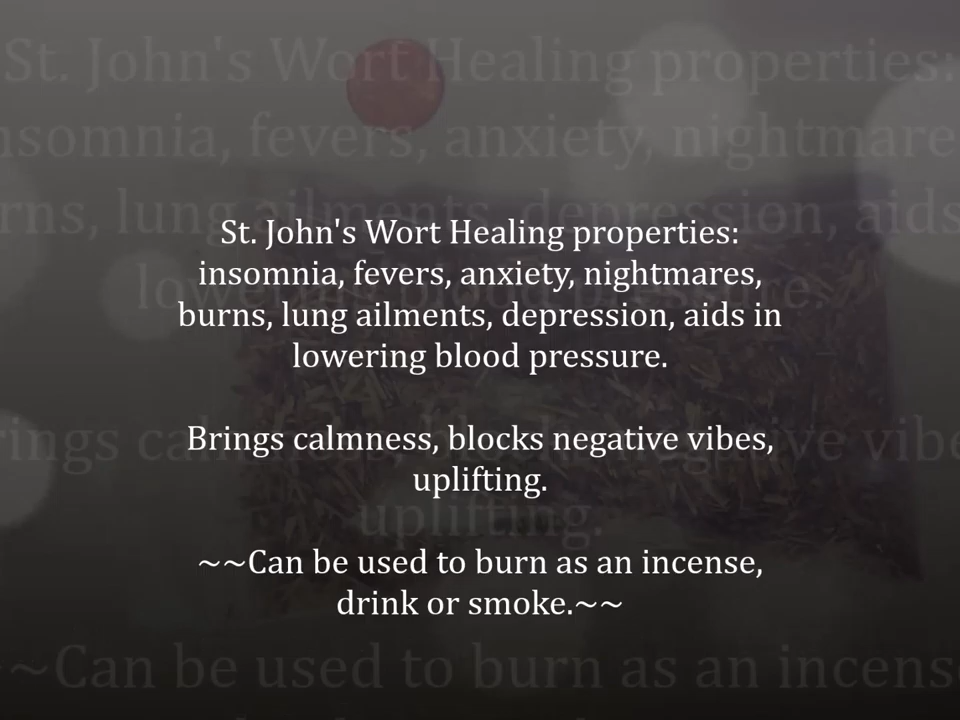 St. John's Wort Healing properties:
insomnia, fevers, anxiety, nightmares,
burns, lung ailments, depression, aids in
lowering blood pressure.
Brings calmness, blocks negative vibes,
uplifting.
~~Can be used to burn as an incense,
drink or smoke.~~